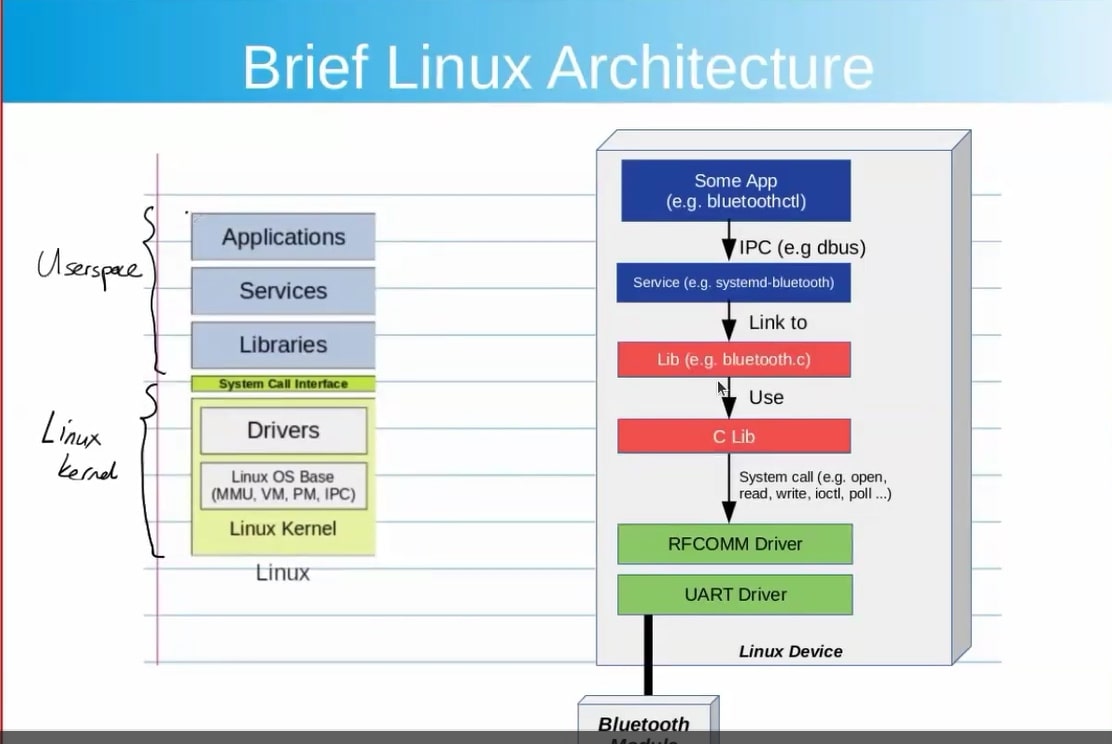 Brief Linux Architecture
Userspace
Applications
Services
Libraries
System Call Interface
Linux
kernel
Drivers
Linux OS Base
(MMU, VM, PM, IPC)
Linux Kernel
Linux
Some App
(e.g. bluetoothctl)
IPC (e.g dbus)
Service (e.g. systemd-bluetooth)
Link to
Lib (e.g. bluetooth.c)
Use
C Lib
System call (e.g. open,
read, write, ioctl, poll ...)
RFCOMM Driver
UART Driver
Linux Device
Bluetooth
Module